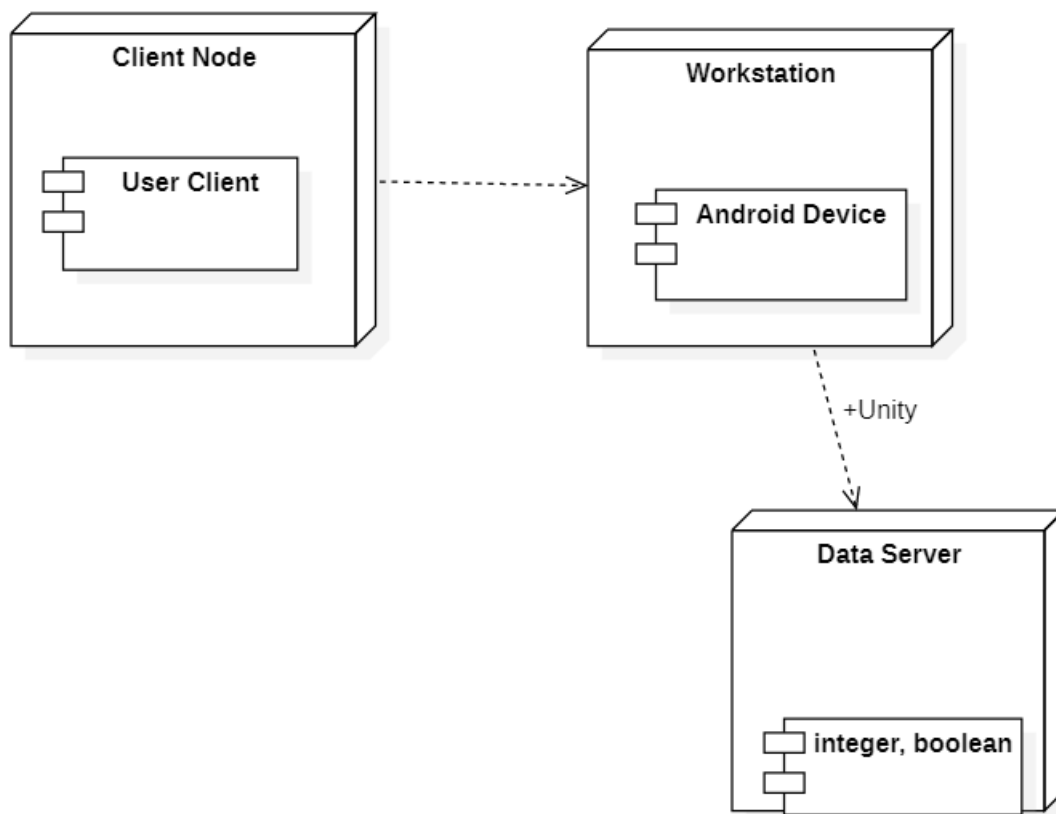 Client Node
User Client
Workstation
Android Device
+Unity
Data Server
integer, boolean